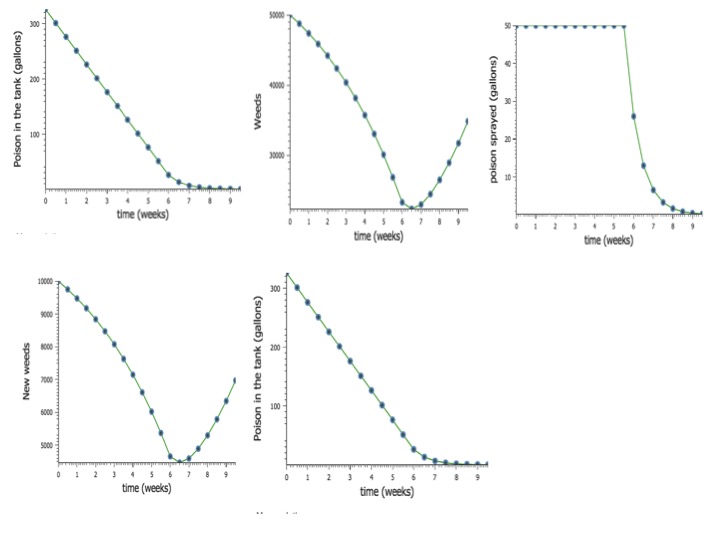 Poison in the tank (gallons)
300
200
100
0 1 2 3 4 5 6 7 8 9
time (weeks)
Weeds
50000
40000
30000
0 1 2 3 4 5 6 7 8 9
time (weeks)
poison sprayed (gallons)
50
40
30
20
10
0 1 2 3 4 5 6 7 8 9
time (weeks)
New weeds
10000
9000
8000
7000
6000
5000
0 1 2 3 4 5 6 7 8 9
time (weeks)
Poison in the tank (gallons)
300
200
100
0 1 2 3 4 5 6 7 8 9
time (weeks)